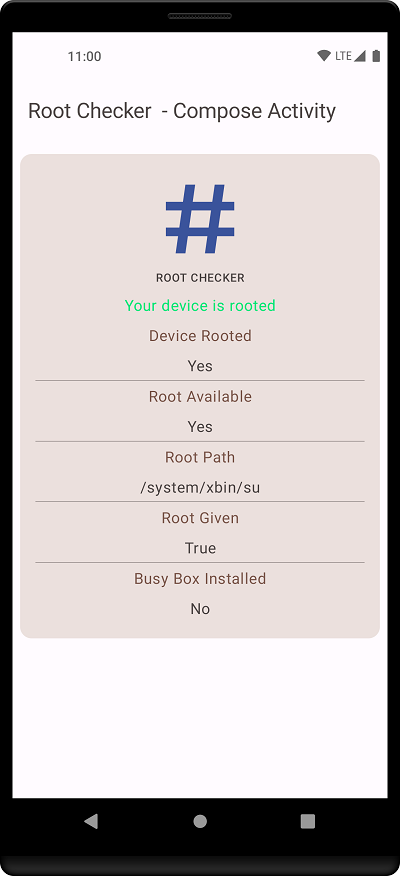 11:00
LTE
Root Checker - Compose Activity
#
ROOT CHECKER
Your device is rooted
Device Rooted
Yes
Root Available
Yes
Root Path
/system/xbin/su
Root Given
True
Busy Box Installed
No